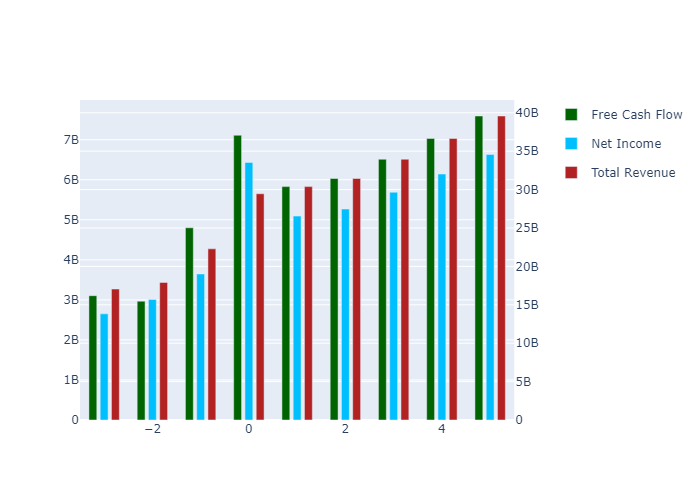 7B
6B
5B
4B
3B
2B
1B
0
40B
35B
30B
25B
20B
15B
10B
5B
0
−2
0
2
4
Free Cash Flow
Net Income
Total Revenue